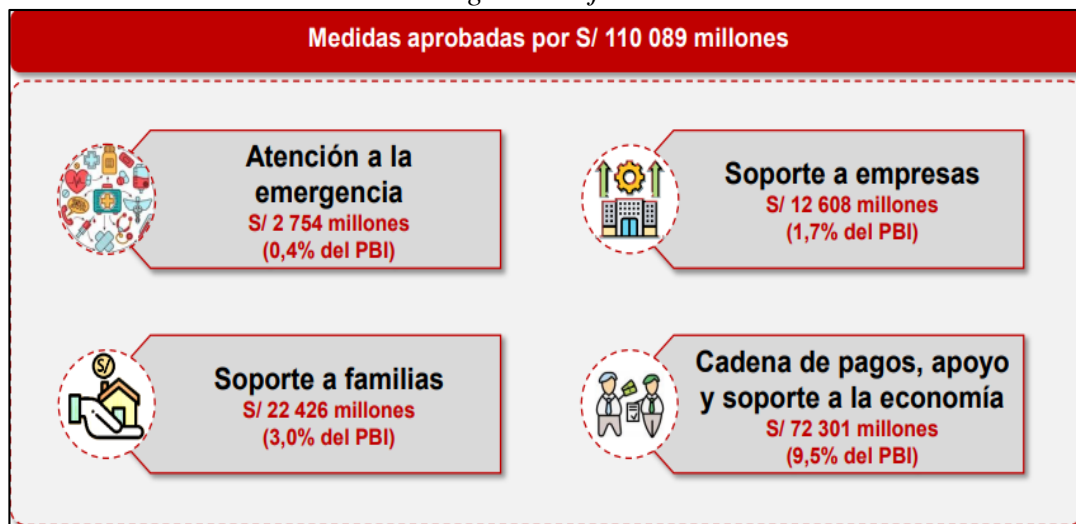 Medidas aprobadas por S/ 110 089 millones
Atención a la
emergencia
S/ 2 754 millones
(0,4% del PBI)
Soporte a empresas
S/ 12 608 millones
(1,7% del PBI)
S/
Soporte a familias
S/ 22 426 millones
(3,0% del PBI)
Cadena de pagos, apoyo
y soporte a la economía
S/ 72 301 millones
(9,5% del PBI)